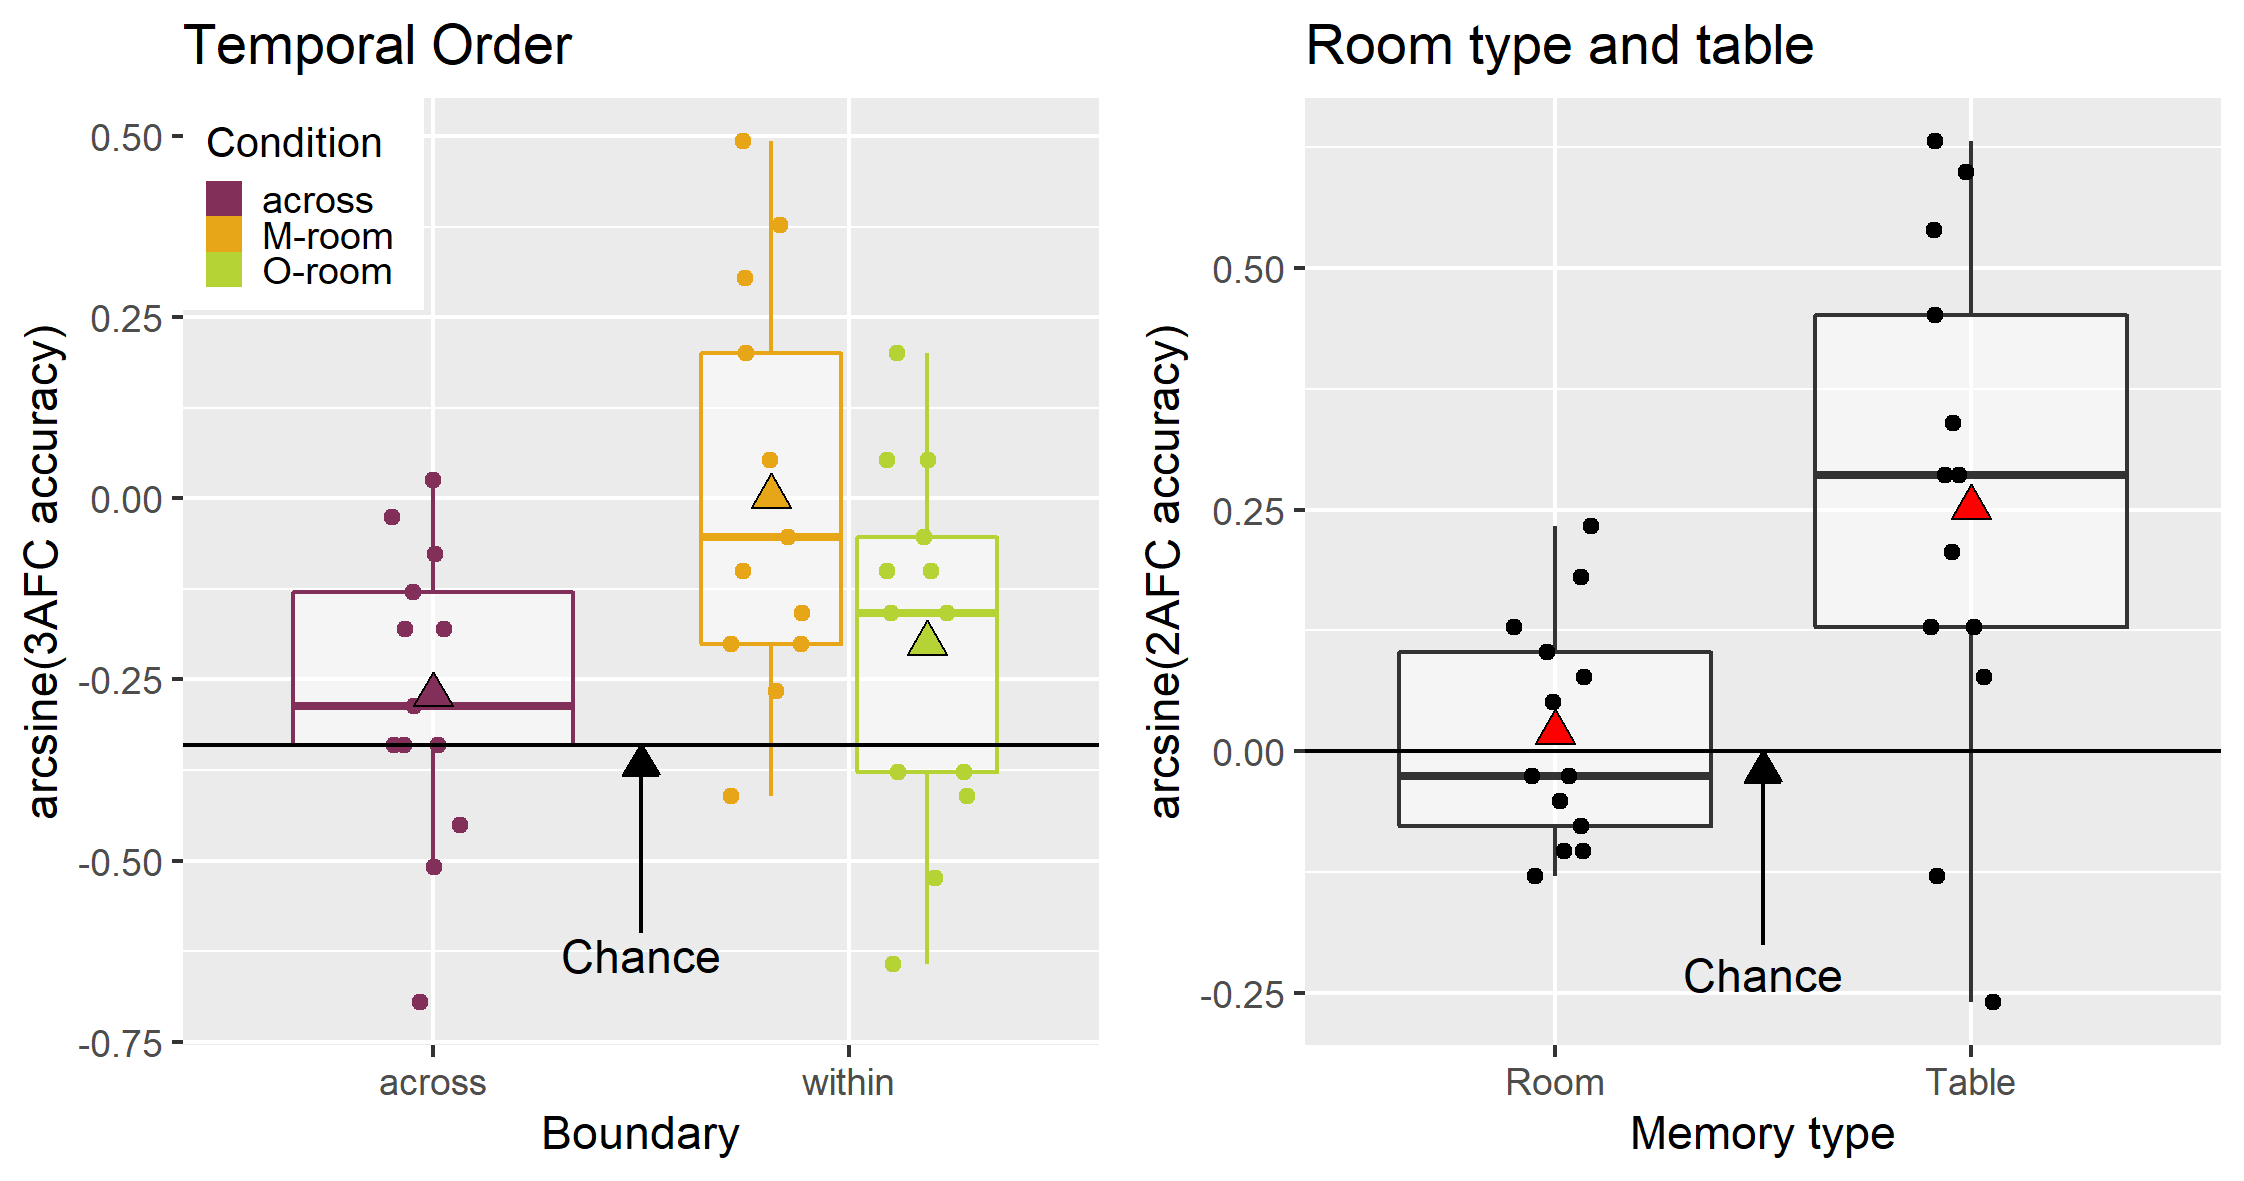 Temporal Order
Condition
across
M-room
O-room
0.50
0.25
0.00
-0.25
-0.50
-0.75
arcsine(3AFC accuracy)
Chance
across
within
Boundary
Room type and table
0.50
0.25
0.00
-0.25
arcsine(2AFC accuracy)
Chance
Room
Table
Memory type